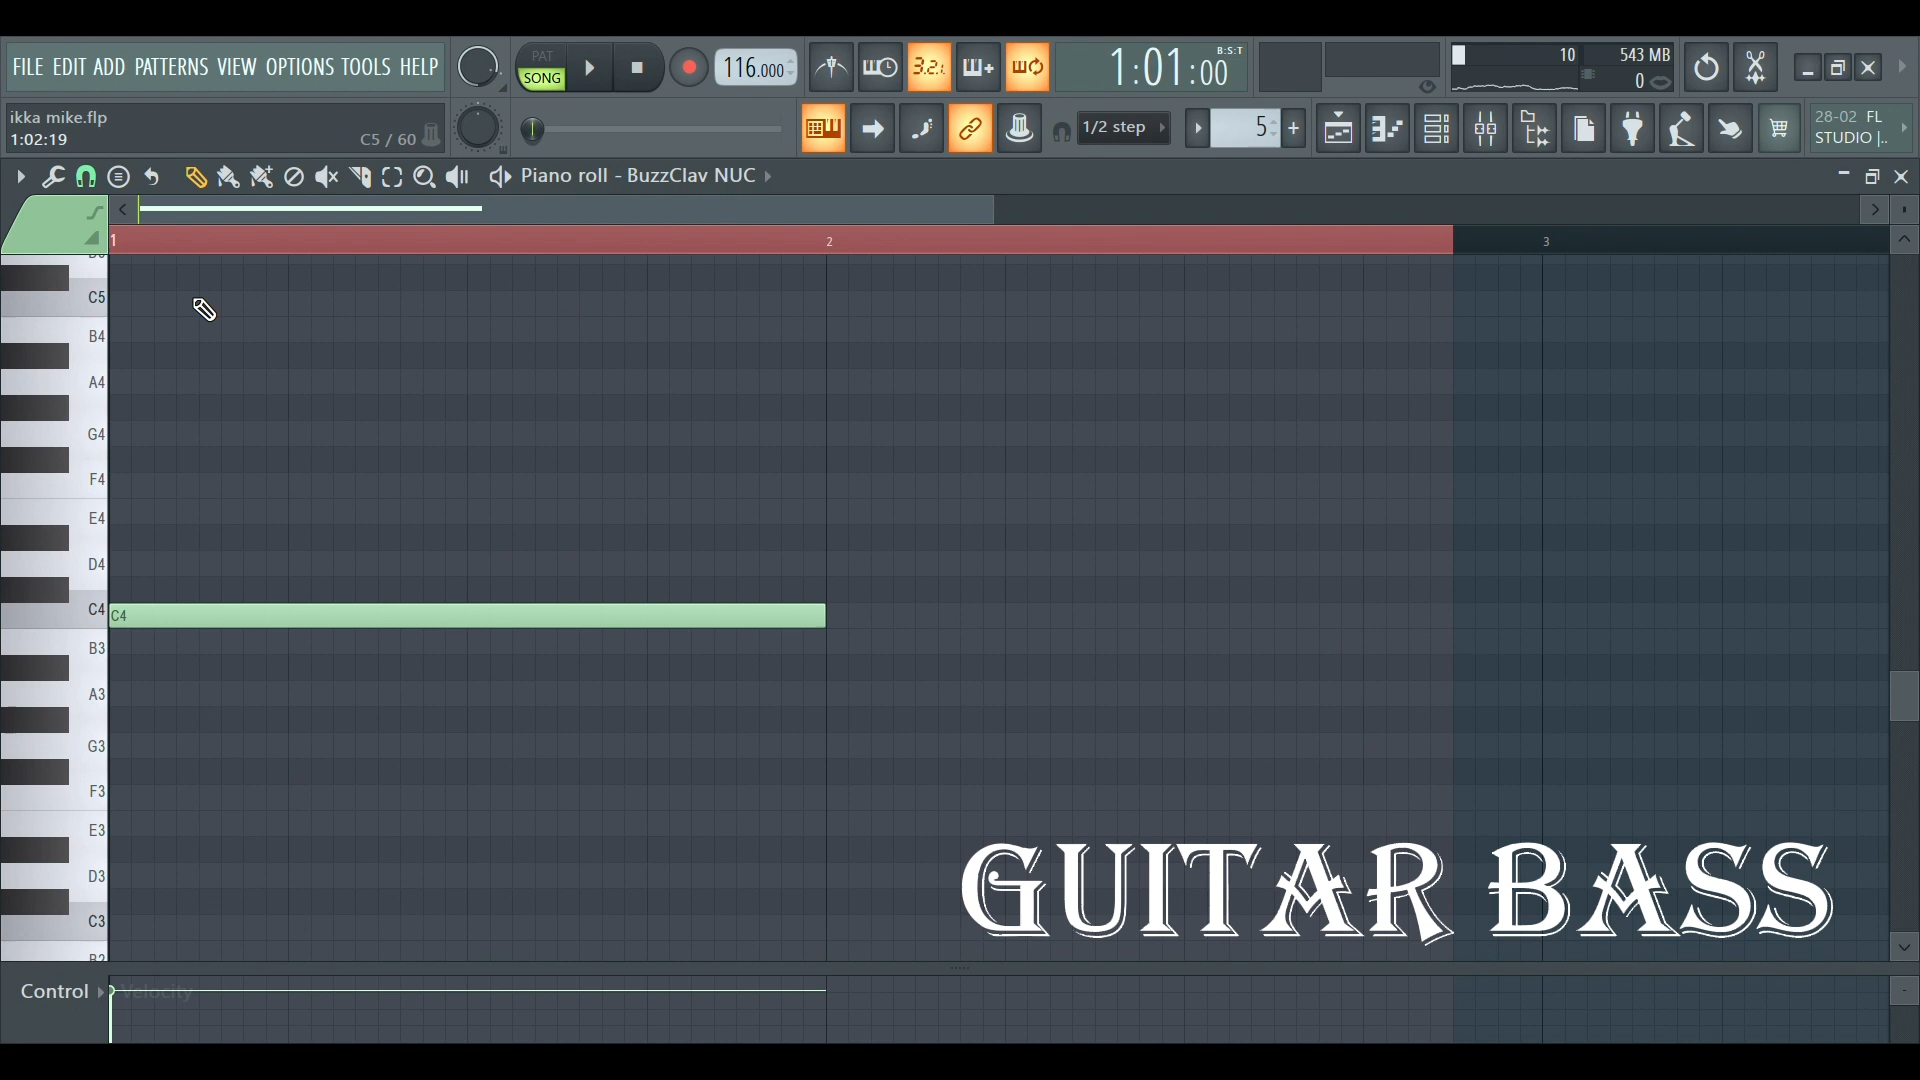 FILE EDIT ADD PATTERNS VIEW OPTIONS TOOLS HELP
PAT
SONG
116.000
3.2.
1:01:00
B:S:T
10
543 MB
0
ikka mike.flp
1:02:19
C5 / 60
1/2 step
5
28-02 FL
STUDIO |..
Piano roll - BuzzClav NUC
1
2
3
C5
B4
A4
G4
F4
E4
D4
C4
C4
B3
A3
G3
F3
E3
D3
C3
B2
GUITAR BASS
Control
Velocity